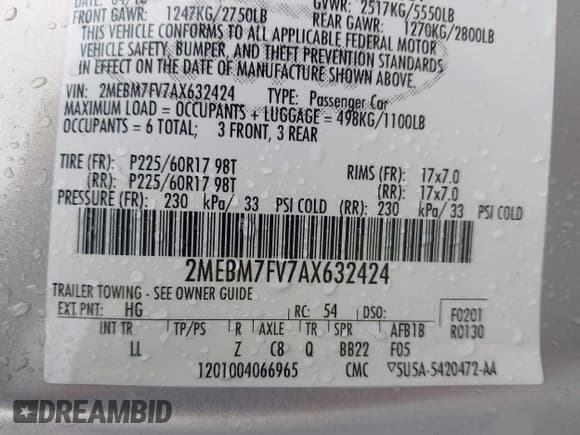 GVWR: 2517KG/5550LB
FRONT GAWR: 1247KG/2750LB REAR GAWR: 1270KG/2800LB
THIS VEHICLE CONFORMS TO ALL APPLICABLE FEDERAL MOTOR
VEHICLE SAFETY, BUMPER, AND THEFT PREVENTION STANDARDS
IN EFFECT ON THE DATE OF MANUFACTURE SHOWN ABOVE.
VIN: 2MEBM7FV7AX632424 TYPE: Passenger Car
MAXIMUM LOAD = OCCUPANTS + LUGGAGE = 498KG/1100LB
OCCUPANTS = 6 TOTAL; 3 FRONT, 3 REAR
TIRE (FR): P225/60R17 98T RIMS (FR): 17x7.0
(RR): P225/60R17 98T (RR): 17x7.0
PRESSURE (FR): 230 kPa/ 33 PSI COLD (RR): 230 kPa/ 33 PSI COLD
2MEBM7FV7AX632424
TRAILER TOWING - SEE OWNER GUIDE
EXT PNT: HG RC: 54 DSO: F0201
INT TR TP/PS R AXLE TR SPR AFB1B R0130
LL Z C8 Q BB22 F05
1201004066965 CMC ▽5U5A-5420472-AA
DREAMBID